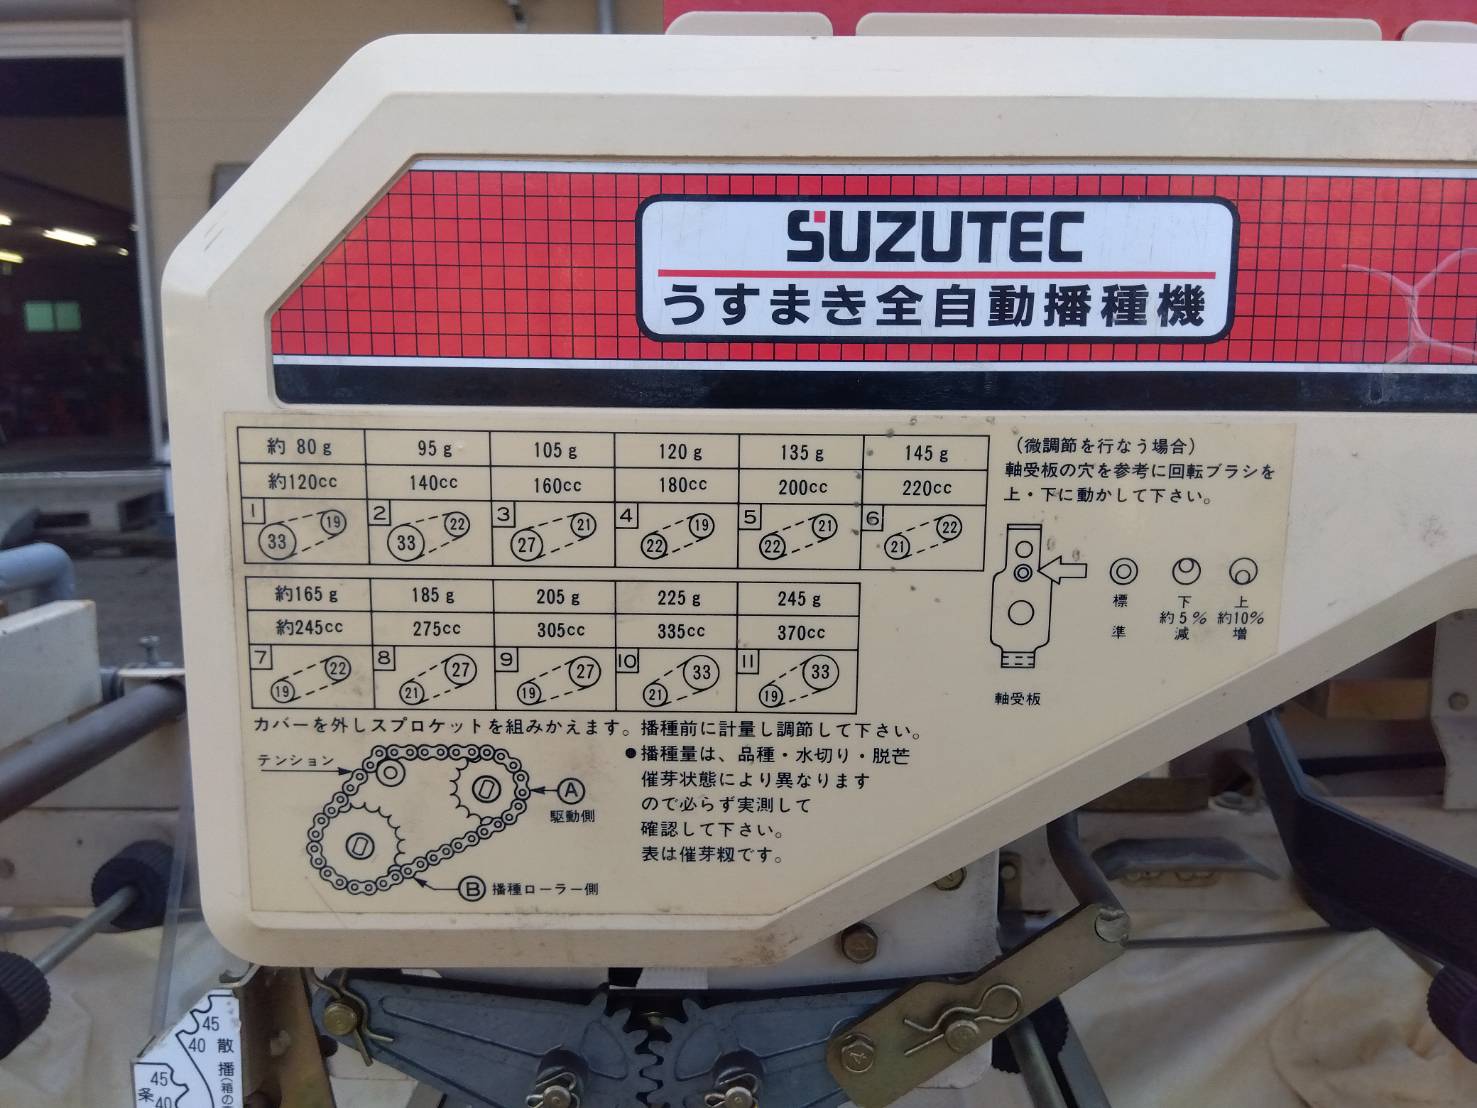 SUZUTEC
うすまき全自動播種機
約 80g 95g 105g 120g 135g 145g
約120cc 140cc 160cc 180cc 200cc 220cc
1 33 19 2 33 22 3 27 21 4 22 19 5 22 21 6 21 22
約165g 185g 205g 225g 245g
約245cc 275cc 305cc 335cc 370cc
7 19 22 8 21 27 9 19 27 10 21 33 11 19 33
(微調節を行なう場合)
軸受板の穴を参考に回転ブラシを
上・下に動かして下さい。
標準
下
約5%
減
上
約10%
増
軸受板
カバーを外しスプロケットを組みかえます。播種前に計量し調節して下さい。
●播種量は、品種・水切り・脱芒
催芽状態により異なります
ので必らず実測して
確認して下さい。
表は催芽籾です。
テンション
A
駆動側
B 播種ローラー側
45
40 散播
45
40
条